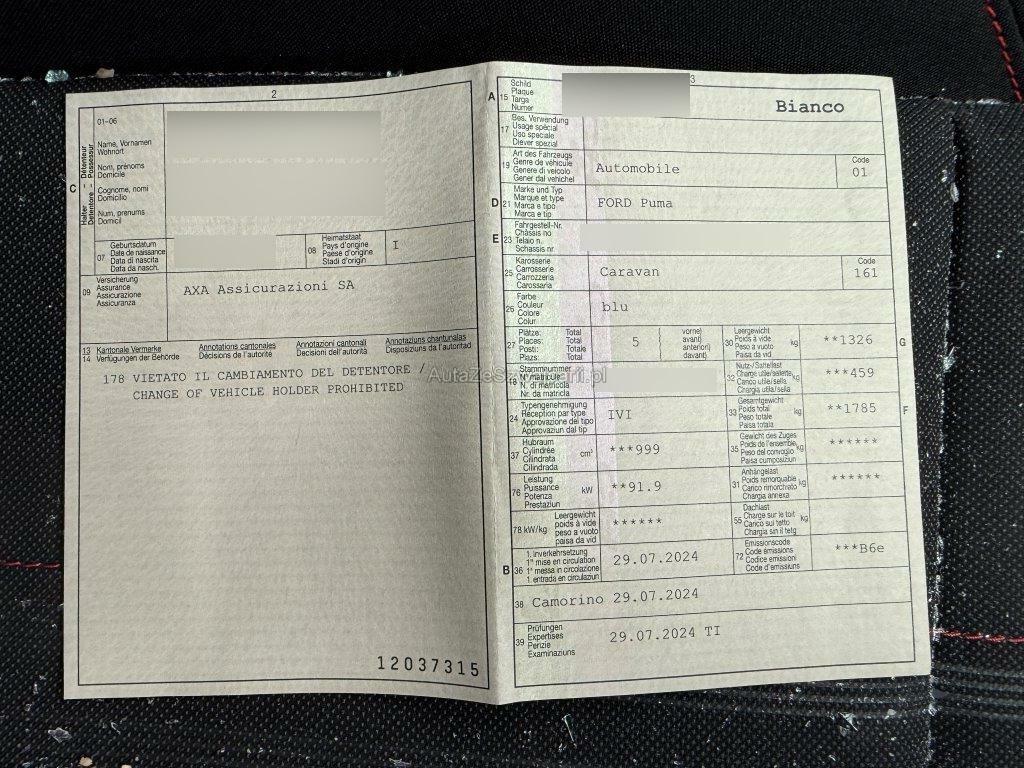 2
01-06
Name, Vornamen
Wohnort
Nom, prénoms
Domicile
Cognome, nomi
Domicilio
Num, prenums
Domicil
C
Halter - Détenteur
Detentore - Possessur
07
Geburtsdatum
Date de naissance
Data di nascita
Data da nasch.
08
Heimatstaat
Pays d'origine
Paese d'origine
Stadi d'origin
I
09
Versicherung
Assurance
Assicurazione
Assicuranza
AXA Assicurazioni SA
13 Kantonale Vermerke Annotations cantonales Annotazioni cantonali Annotaziuns chantunalas
14 Verfügungen der Behörde Décisions de l'autorité Decisioni dell'autorità Disposiziuns da l'autoritad
178 VIETATO IL CAMBIAMENTO DEL DETENTORE /
CHANGE OF VEHICLE HOLDER PROHIBITED
12037315
3
A 15
Schild
Plaque
Targa
Numer
Bianco
17
Bes. Verwendung
Usage spécial
Uso speciale
Diever spezial
19
Art des Fahrzeugs
Genre de véhicule
Genere di veicolo
Gener dal vehichel
Automobile
Code
01
D 21
Marke und Typ
Marque et type
Marca e tipo
Marca e tip
FORD Puma
E 23
Fahrgestell-Nr.
Châssis no
Telaio n.
Schassis nr.
25
Karosserie
Carrosserie
Carrozzeria
Carossaria
Caravan
Code
161
26
Farbe
Couleur
Colore
Colur
blu
27
Plätze: Total
Places: Total
Posti: Totale
Plazs: Total
5
vorne)
avant)
anteriori)
davant)
30
Leergewicht
Poids à vide
Peso a vuoto
Paisa da vid
kg
**1326
G
18
Stammnummer
N° matricule
N. di matricola
Nr. da matricla
32
Nutz-/Sattellast
Charge utile/sellette
Carico utile/sella
Chargia utila/sella
kg
***459
24
Typengenehmigung
Réception par type
Approvazione del tipo
Approvaziun dal tip
IVI
33
Gesamtgewicht
Poids total
Peso totale
Paisa totala
kg
**1785
F
37
Hubraum
Cylindrée
Cilindrata
Cilindrada
cm³
***999
35
Gewicht des Zuges
Poids de l'ensemble
Peso del convoglio
Paisa cumposiziun
kg
******
76
Leistung
Puissance
Potenza
Prestaziun
kW
**91.9
31
Anhängelast
Poids remorquable
Carico rimorchiato
Chargia annexa
kg
******
78 kW/kg
Leergewicht
poids à vide
peso a vuoto
paisa da vid
******
55
Dachlast
Charge sur le toit
Carico sul tetto
Chargia sin il tetg
kg
B 36
1. Inverkehrsetzung
1re mise en circulation
1a messa in circolazione
1. entrada en circulaziun
29.07.2024
72
Emissionscode
Code émissions
Codice emissioni
Code d'emissiuns
***B6e
38 Camorino 29.07.2024
39
Prüfungen
Expertises
Perizie
Examinaziuns
29.07.2024 TI
AutazeSzwajcarii.pl